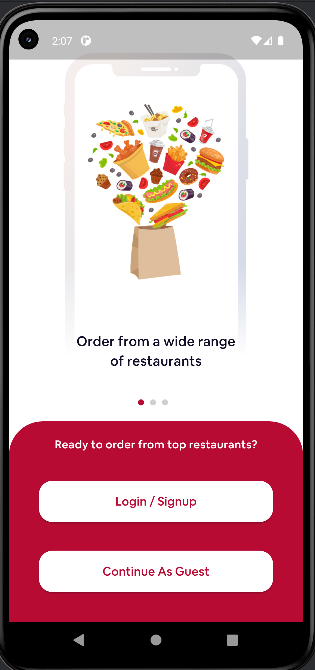 2:07
Order from a wide range
of restaurants
Ready to order from top restaurants?
Login / Signup
Continue As Guest